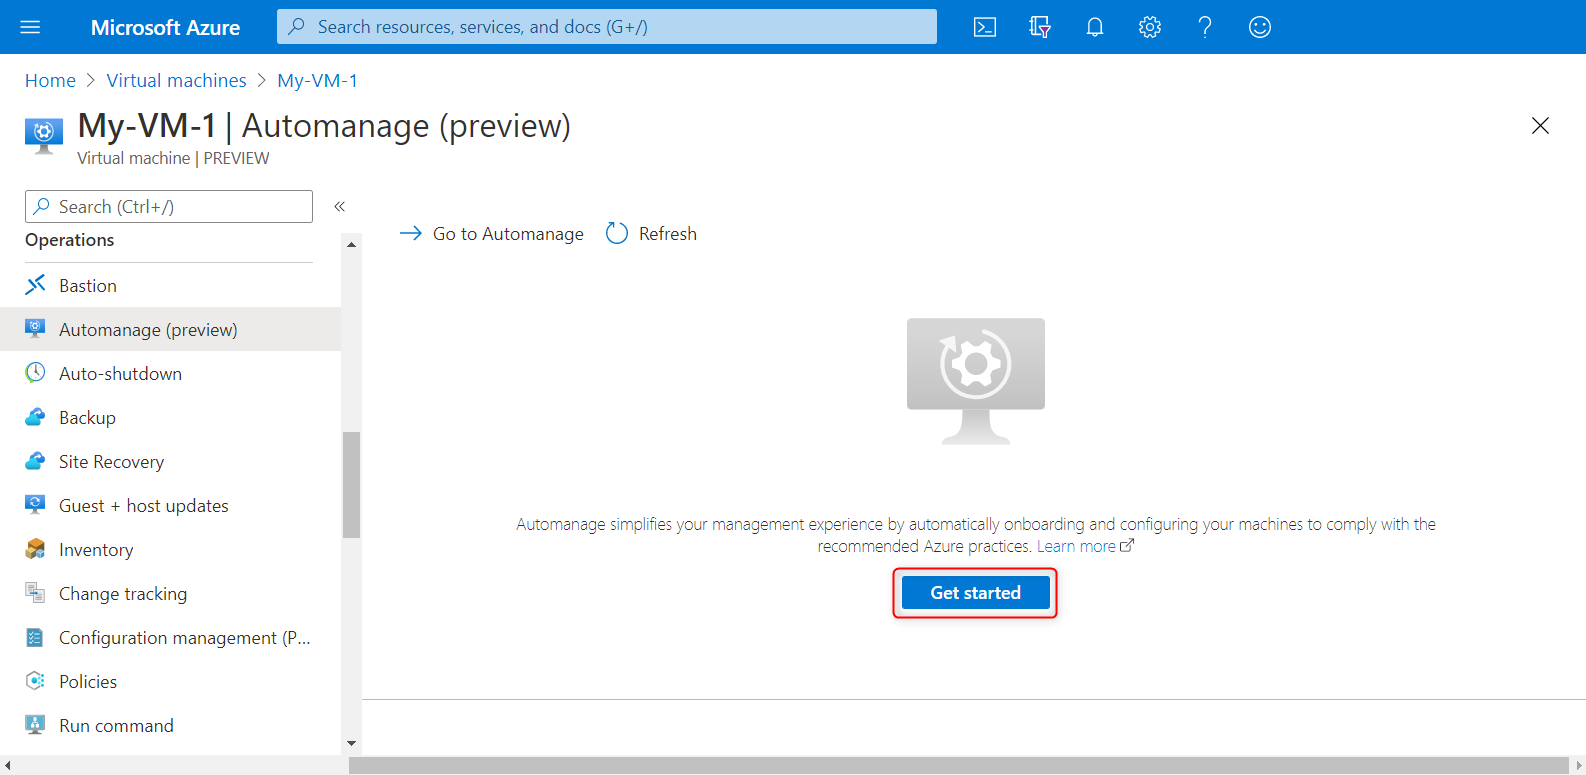 Microsoft Azure
Search resources, services, and docs (G+/)
Home > Virtual machines > My-VM-1
My-VM-1 | Automanage (preview)
Virtual machine | PREVIEW
Search (Ctrl+/)
«
Go to Automanage
Refresh
Operations
Bastion
Automanage (preview)
Auto-shutdown
Backup
Site Recovery
Guest + host updates
Inventory
Change tracking
Configuration management (P...
Policies
Run command
Automanage simplifies your management experience by automatically onboarding and configuring your machines to comply with the
recommended Azure practices. Learn more
Get started